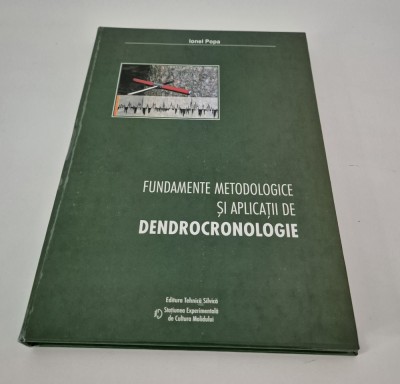 Ionel Popa
FUNDAMENTE METODOLOGICE
ȘI APLICAȚII DE
DENDROCRONOLOGIE
Editura Tehnică Silvică
Stațiunea Experimentală
de Cultura Molidului